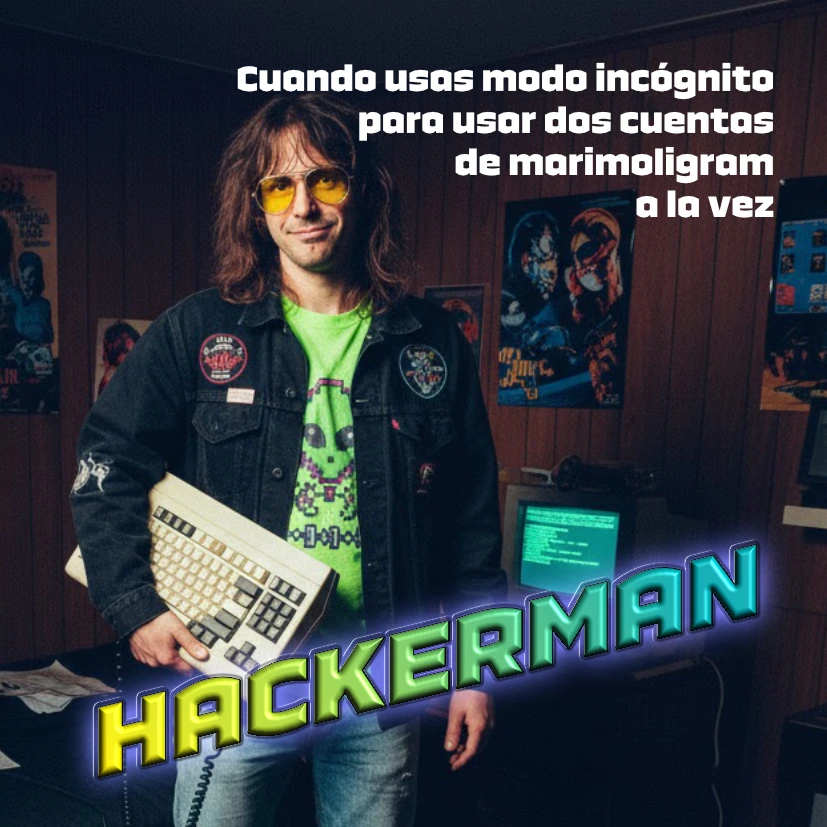 Cuando usas modo incógnito
para usar dos cuentas
de marimoligram
a la vez
HACKERMAN